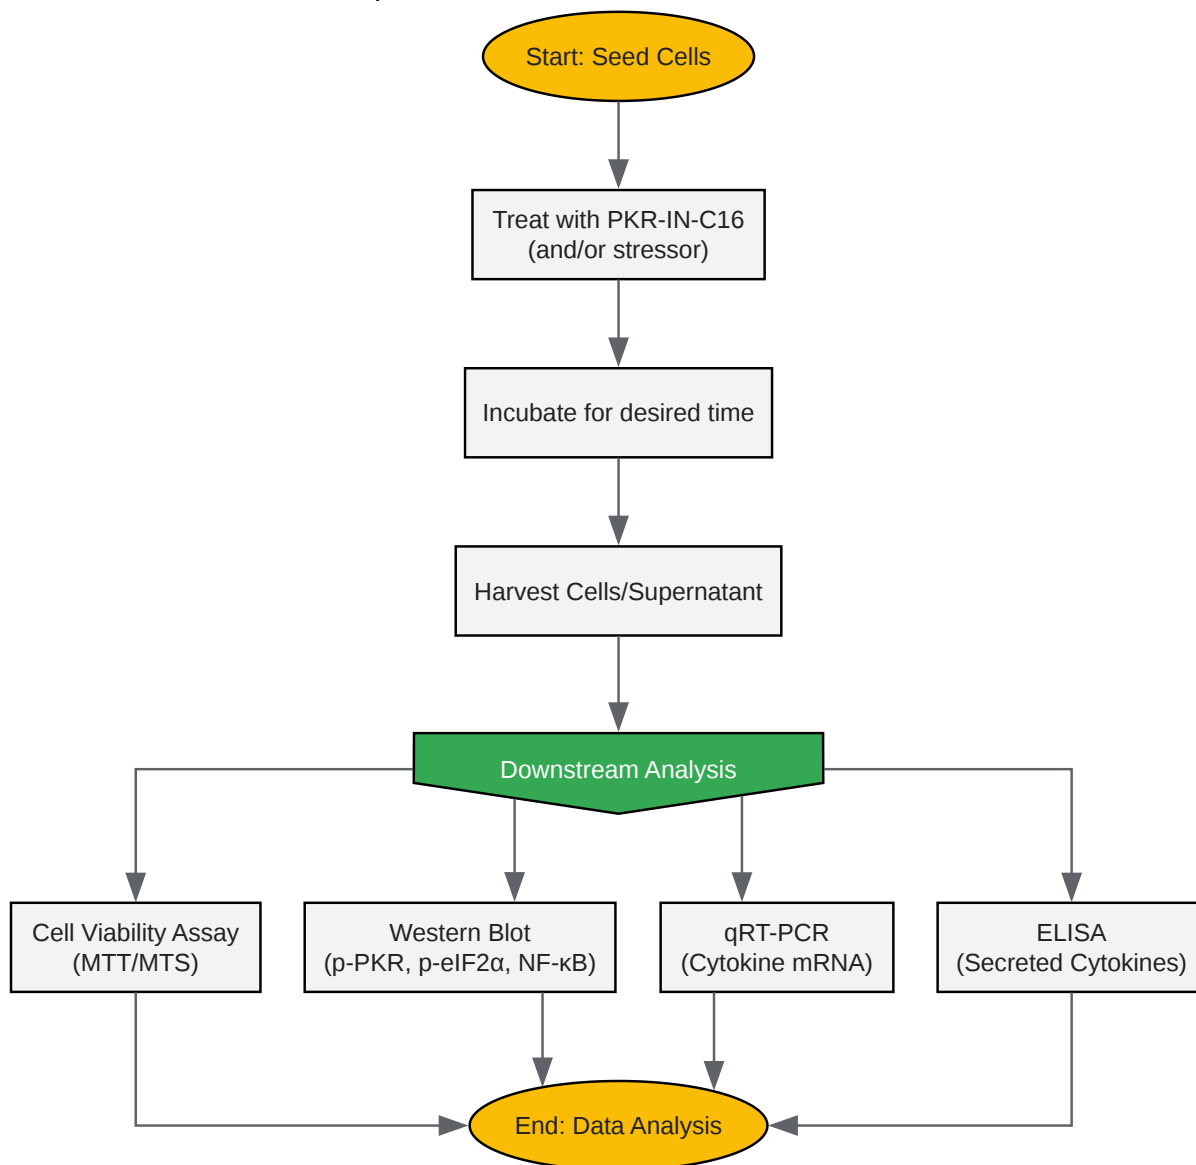 Start: Seed Cells
Treat with PKR-IN-C16
(and/or stressor)
Incubate for desired time
Harvest Cells/Supernatant
Downstream Analysis
Cell Viability Assay
(MTT/MTS)
Western Blot
(p-PKR, p-eIF2α, NF-κB)
qRT-PCR
(Cytokine mRNA)
ELISA
(Secreted Cytokines)
End: Data Analysis